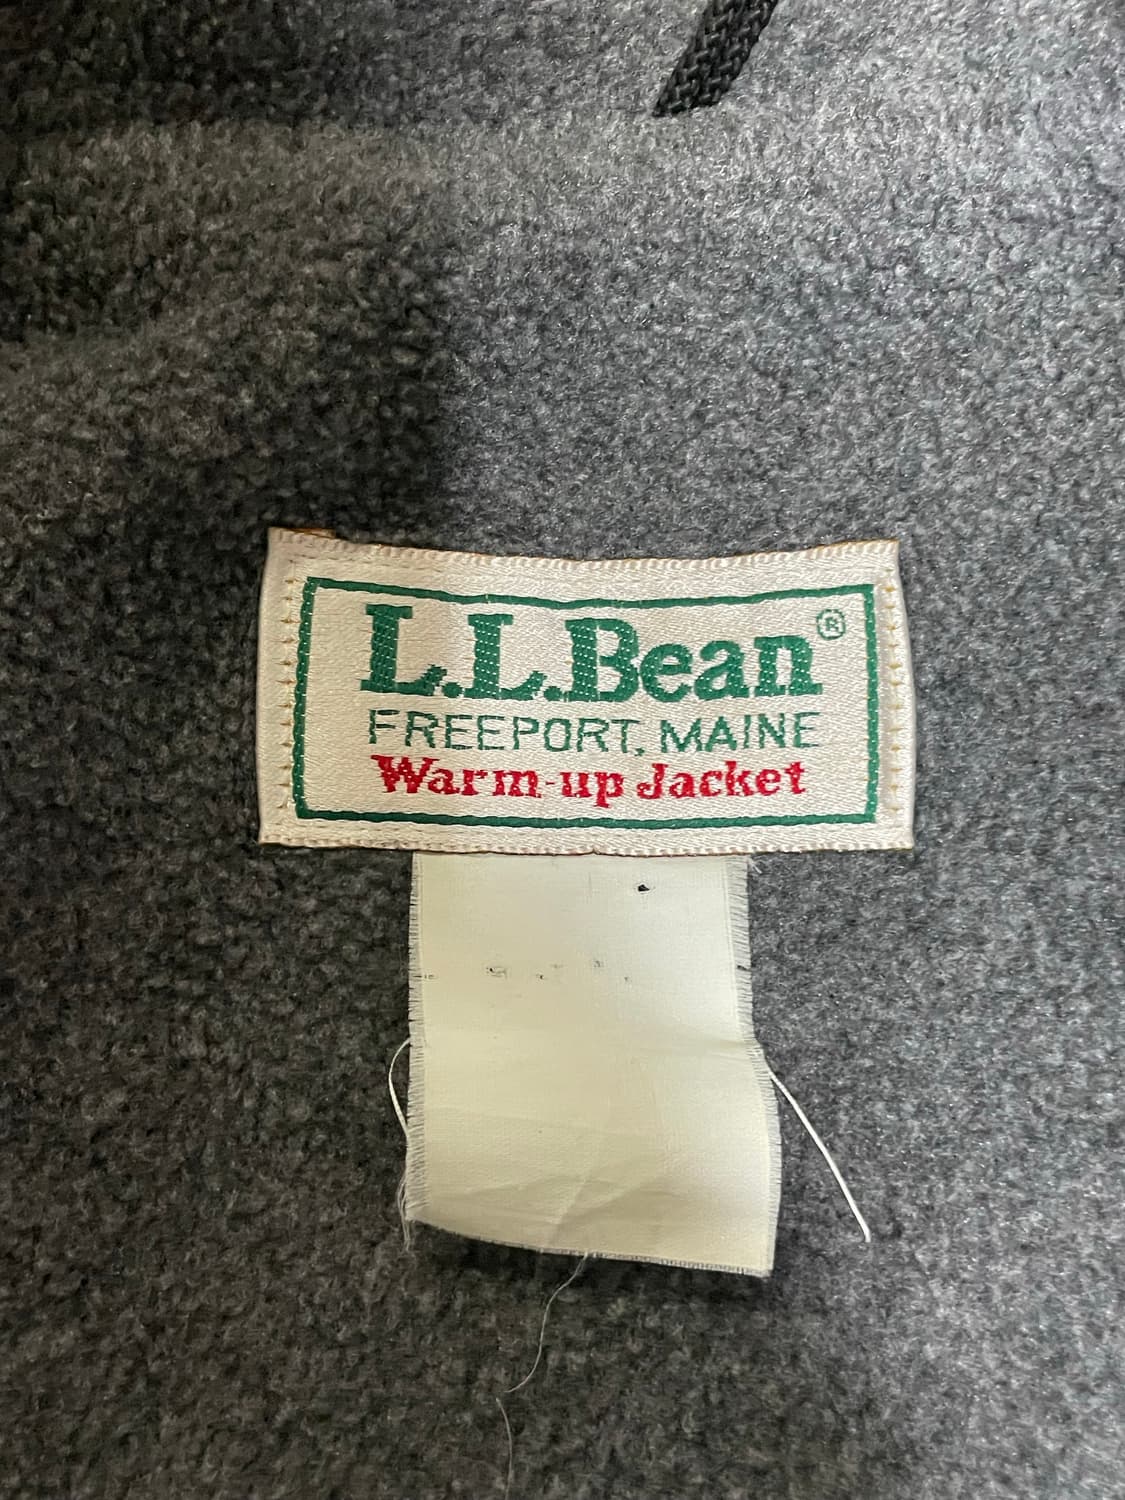 L.L.Bean®
FREEPORT, MAINE
Warm-up Jacket